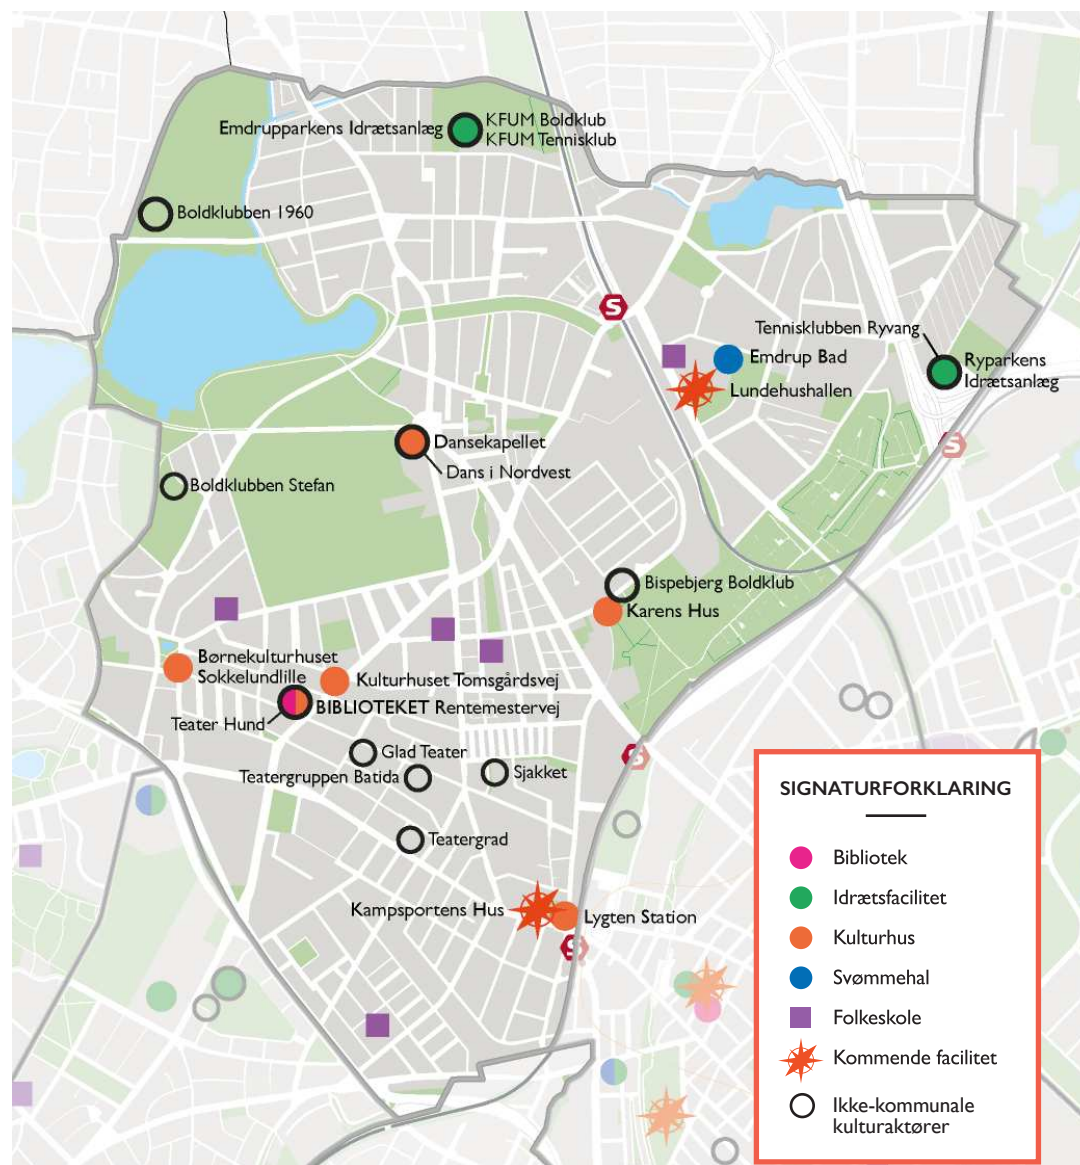 Emdrupparkens Idrætsanlæg
KFUM Boldklub
KFUM Tennisklub
Boldklubben 1960
S
Tennisklubben Ryvang
Emdrup Bad
Lundehushallen
Ryparkens
Idrætsanlæg
S
Dansekapellet
Dans i Nordvest
Boldklubben Stefan
Bispebjerg Boldklub
Karens Hus
Børnekulturhuset
Sokkelundlille
Kulturhuset Tomsgårdsvej
BIBLIOTEKET Rentemestervej
Teater Hund
Glad Teater
Teatergruppen Batida
Sjakket
S
Teatergrad
Kampsportens Hus
Lygten Station
S
SIGNATURFORKLARING
Bibliotek
Idrætsfacilitet
Kulturhus
Svømmehal
Folkeskole
Kommende facilitet
Ikke-kommunale
kulturaktører